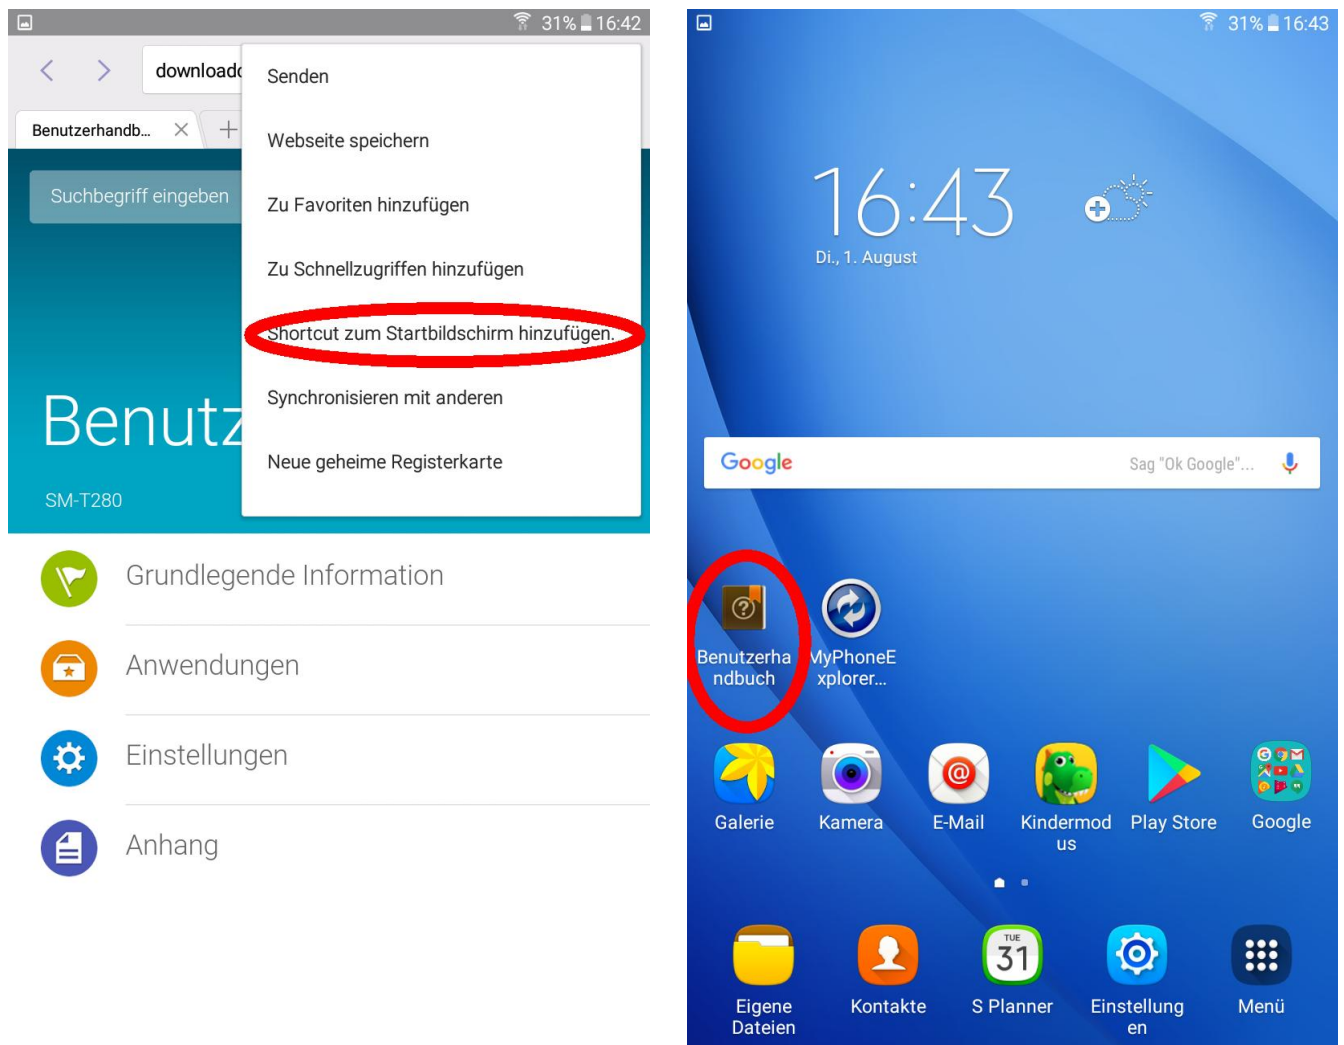 31% 16:42
downloadc
Benutzerhandb...
Suchbegriff eingeben
Benutz
SM-T280
Senden
Webseite speichern
Zu Favoriten hinzufügen
Zu Schnellzugriffen hinzufügen
Shortcut zum Startbildschirm hinzufügen.
Synchronisieren mit anderen
Neue geheime Registerkarte
Grundlegende Information
Anwendungen
Einstellungen
Anhang
31% 16:43
16:43
Di., 1. August
Google
Sag "Ok Google"...
Benutzerha
ndbuch
MyPhoneE
xplorer...
Galerie
Kamera
@
E-Mail
Kindermod
us
Play Store
Google
Eigene
Dateien
Kontakte
TUE
31
S Planner
Einstellung
en
Menü